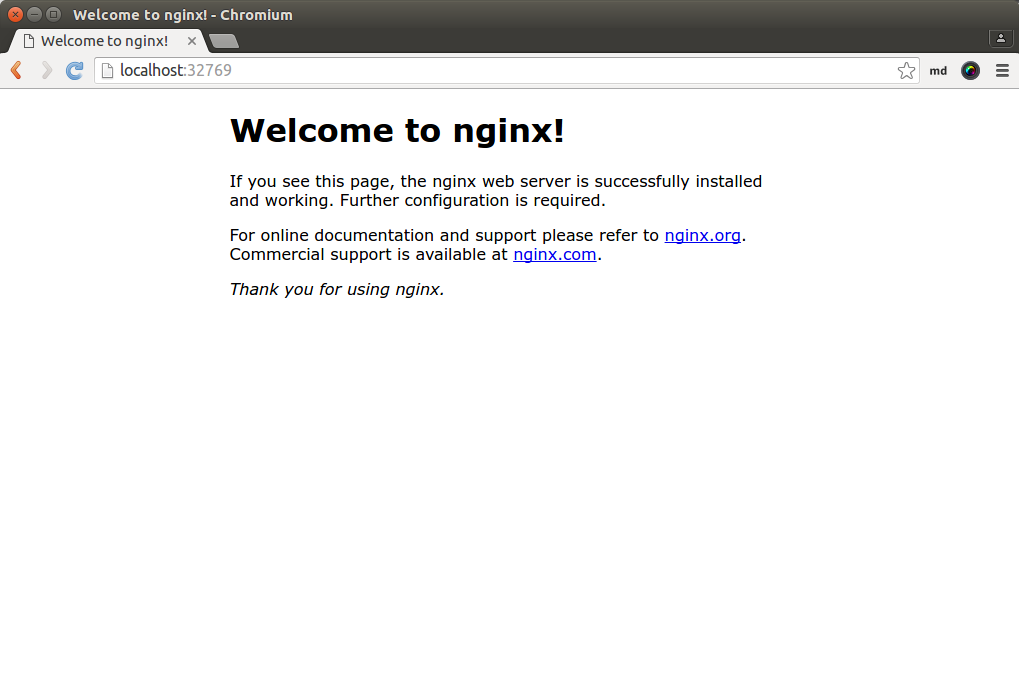 Welcome to nginx! - Chromium
Welcome to nginx!
localhost:32769
md
Welcome to nginx!
If you see this page, the nginx web server is successfully installed
and working. Further configuration is required.
For online documentation and support please refer to nginx.org.
Commercial support is available at nginx.com.
Thank you for using nginx.